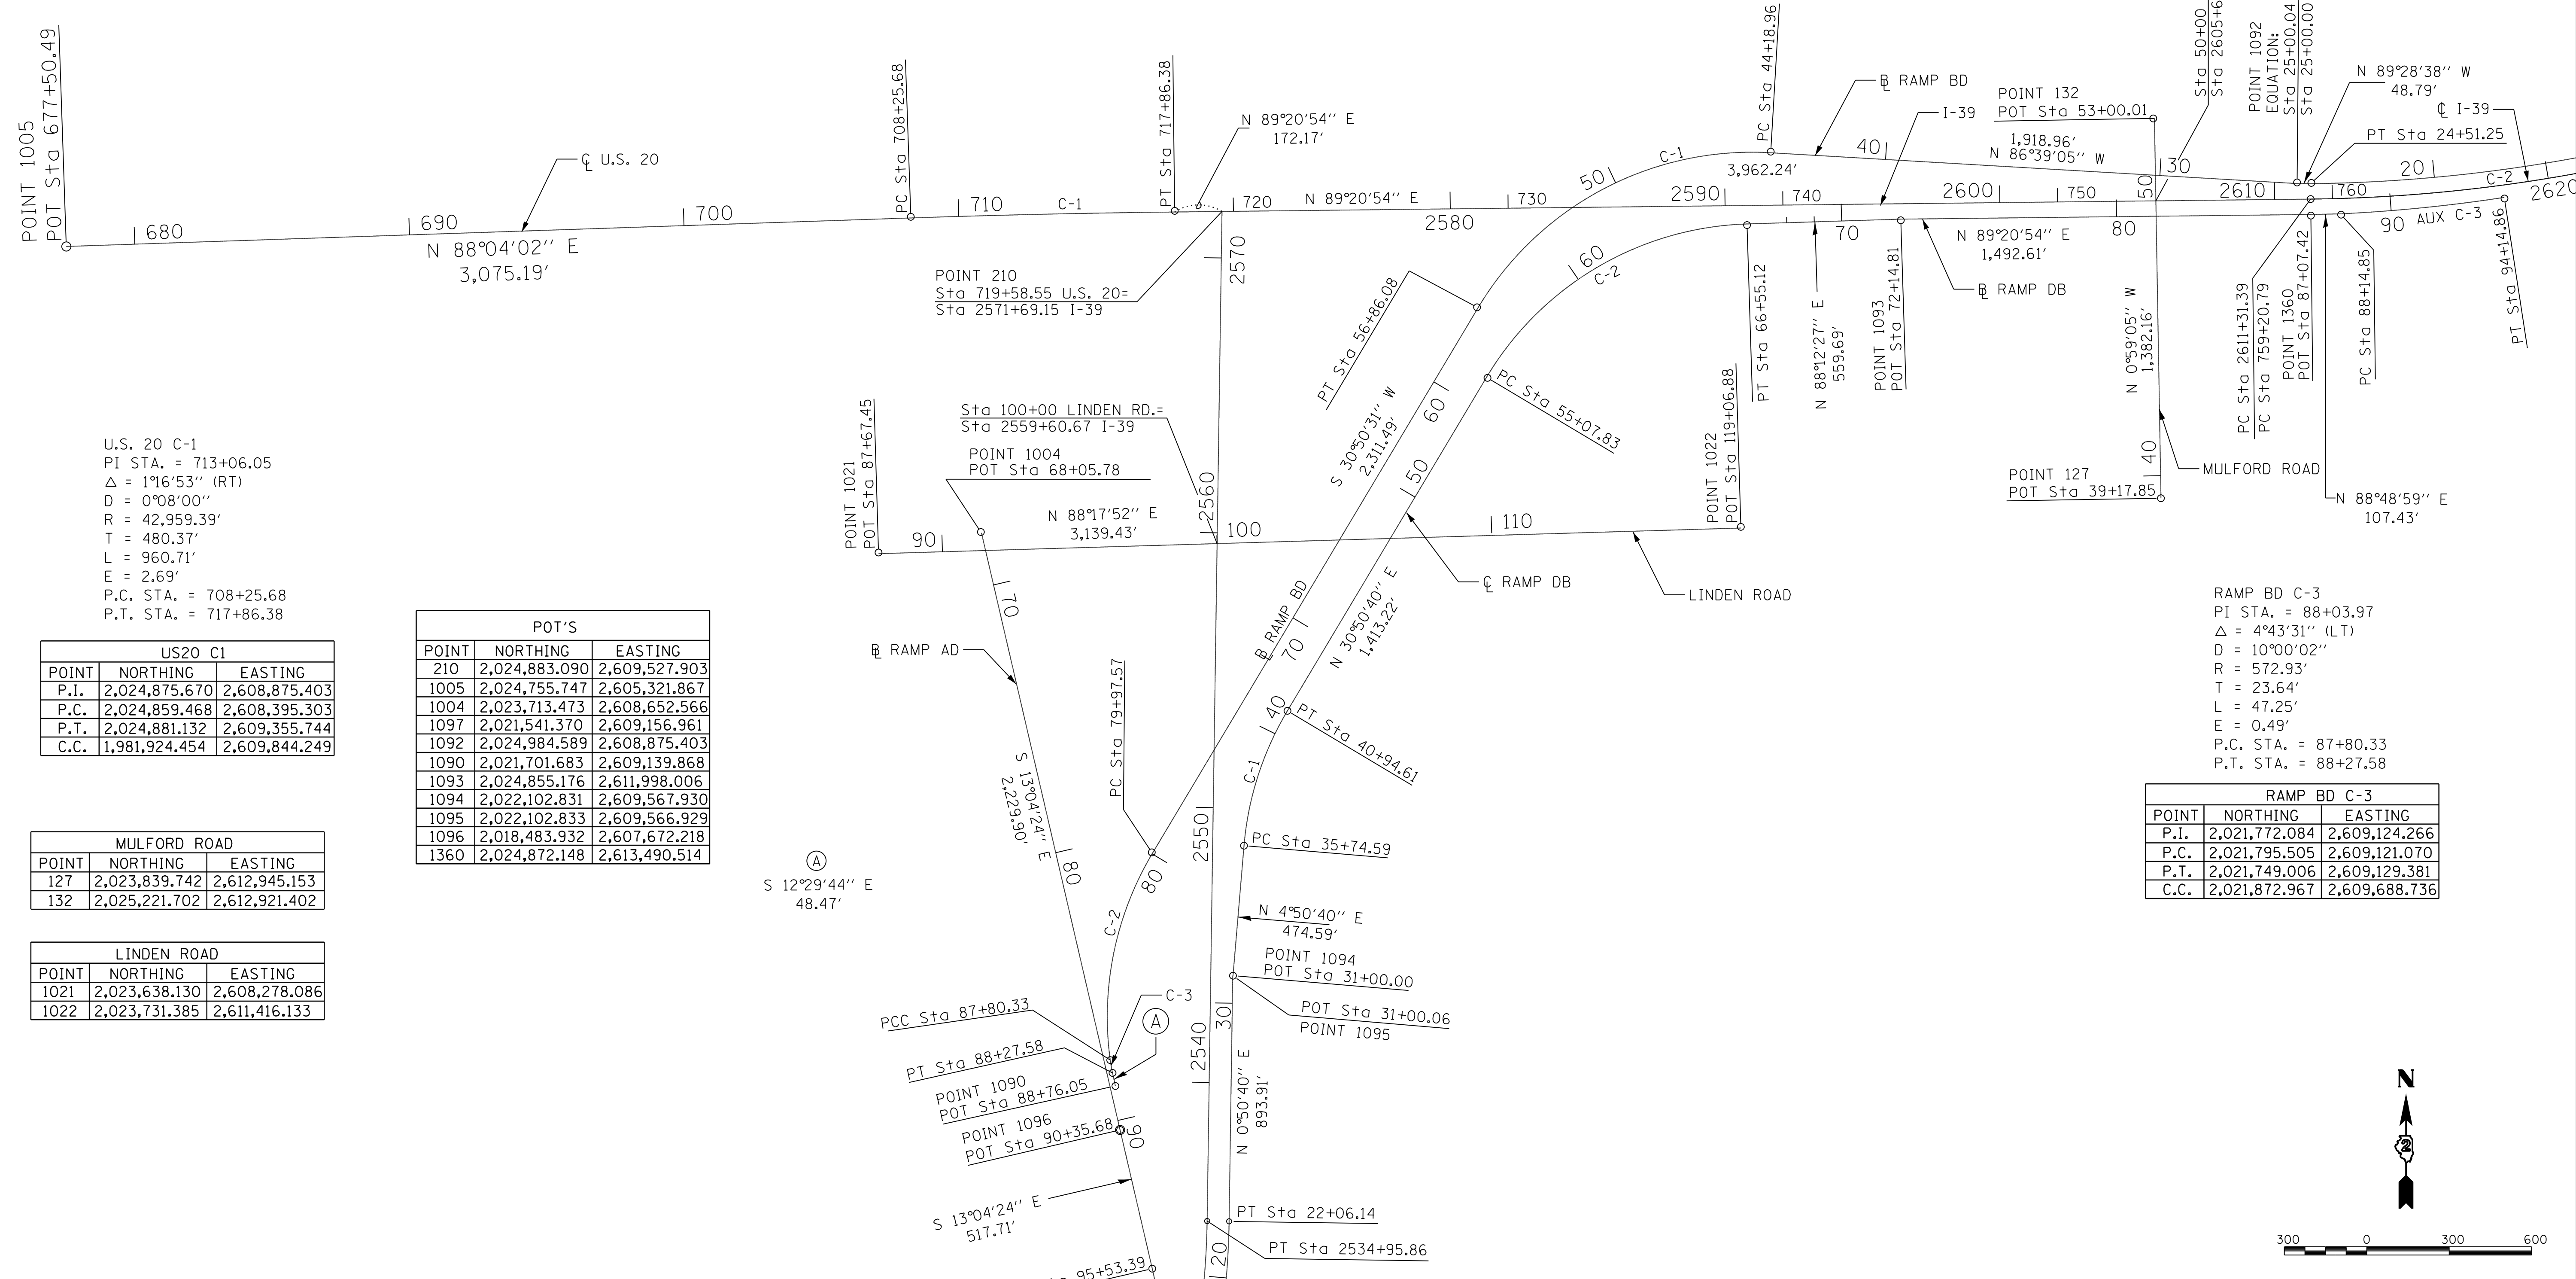 POINT 1005
POT Sta 677+50.49
680
690
700
N 88°04'02" E
3,075.19'
℄ U.S. 20
PC Sta 708+25.68
710
C-1
PT Sta 717+86.38
N 89°20'54" E
172.17'
720
N 89°20'54" E
2580
730
2570
POINT 210
Sta 719+58.55 U.S. 20=
Sta 2571+69.15 I-39
50
C-1
PC Sta 44+18.96
3,962.24'
2590
740
℄ RAMP BD
40
I-39
POINT 132
POT Sta 53+00.01
1,918.96'
N 86°39'05" W
2600
750
50
30
Sta 50+00
Sta 2605+6
POINT 1092
EQUATION:
Sta 25+00.04
Sta 25+00.00
N 89°28'38" W
48.79'
℄ I-39
PT Sta 24+51.25
20
2610
760
C-2
2620
90
AUX C-3
60
C-2
70
N 89°20'54" E
1,492.61'
80
℄ RAMP DB
PT Sta 56+86.08
PT Sta 66+55.12
N 88°12'27" E
559.69'
POINT 1093
POT Sta 72+14.81
N 0°59'05" W
1,382.16'
40
MULFORD ROAD
POINT 127
POT Sta 39+17.85
PC Sta 2611+31.39
PC Sta 759+20.79
POINT 1360
POT Sta 87+07.42
PC Sta 88+14.85
PT Sta 94+14.86
N 88°48'59" E
107.43'
U.S. 20 C-1
PI STA. = 713+06.05
Δ = 1°16'53" (RT)
D = 0°08'00"
R = 42,959.39'
T = 480.37'
L = 960.71'
E = 2.69'
P.C. STA. = 708+25.68
P.T. STA. = 717+86.38
POINT 1021
POT Sta 87+67.45
90
Sta 100+00 LINDEN RD.=
Sta 2559+60.67 I-39
POINT 1004
POT Sta 68+05.78
N 88°17'52" E
3,139.43'
2560
100
110
POINT 1022
POT Sta 119+06.88
LINDEN ROAD
S 30°50'31" W
2,311.49'
60
PC Sta 55+07.83
50
℄ RAMP DB
N 30°50'40" E
1,413.22'
℄ RAMP BD
70
40
PT Sta 40+94.61
C-1
70
℄ RAMP AD
S 13°04'24" E
2,229.90'
80
PC Sta 79+97.57
80
C-2
2550
PC Sta 35+74.59
N 4°50'40" E
474.59'
POINT 1094
POT Sta 31+00.00
POT Sta 31+00.06
POINT 1095
30
2540
N 0°50'40" E
893.91'
PT Sta 22+06.14
PT Sta 2534+95.86
20
C-3
A
PCC Sta 87+80.33
PT Sta 88+27.58
POINT 1090
POT Sta 88+76.05
POINT 1096
POT Sta 90+35.68
90
S 13°04'24" E
517.71'
95+53.39
A
S 12°29'44" E
48.47'
US20 C1
POINT NORTHING EASTING
P.I. 2,024,875.670 2,608,875.403
P.C. 2,024,859.468 2,608,395.303
P.T. 2,024,881.132 2,609,355.744
C.C. 1,981,924.454 2,609,844.249
MULFORD ROAD
POINT NORTHING EASTING
127 2,023,839.742 2,612,945.153
132 2,025,221.702 2,612,921.402
LINDEN ROAD
POINT NORTHING EASTING
1021 2,023,638.130 2,608,278.086
1022 2,023,731.385 2,611,416.133
POT'S
POINT NORTHING EASTING
210 2,024,883.090 2,609,527.903
1005 2,024,755.747 2,605,321.867
1004 2,023,713.473 2,608,652.566
1097 2,021,541.370 2,609,156.961
1092 2,024,984.589 2,608,875.403
1090 2,021,701.683 2,609,139.868
1093 2,024,855.176 2,611,998.006
1094 2,022,102.831 2,609,567.930
1095 2,022,102.833 2,609,566.929
1096 2,018,483.932 2,607,672.218
1360 2,024,872.148 2,613,490.514
RAMP BD C-3
PI STA. = 88+03.97
Δ = 4°43'31" (LT)
D = 10°00'02"
R = 572.93'
T = 23.64'
L = 47.25'
E = 0.49'
P.C. STA. = 87+80.33
P.T. STA. = 88+27.58
RAMP BD C-3
POINT NORTHING EASTING
P.I. 2,021,772.084 2,609,124.266
P.C. 2,021,795.505 2,609,121.070
P.T. 2,021,749.006 2,609,129.381
C.C. 2,021,872.967 2,609,688.736
N
2
300 0 300 600